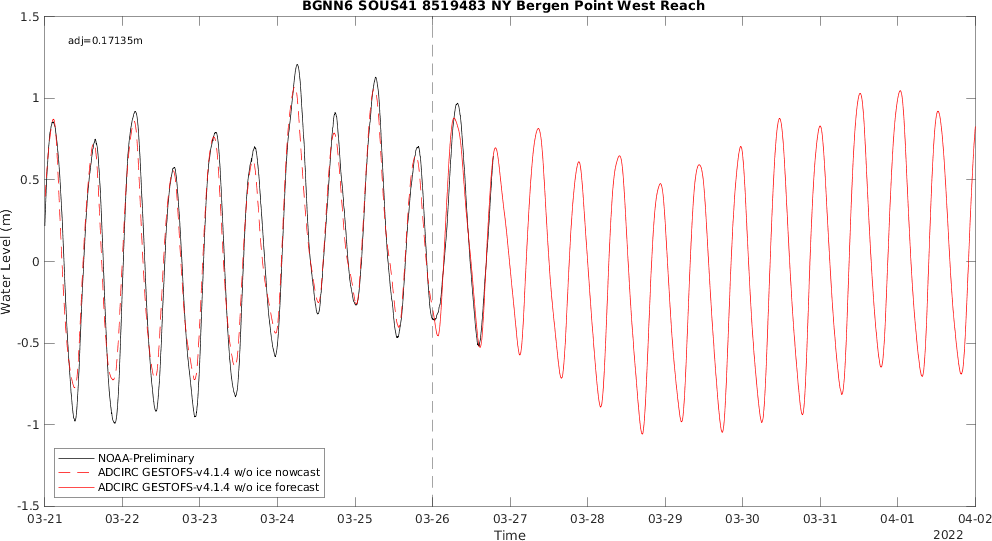 BGNN6 SOUS41 8519483 NY Bergen Point West Reach
1.5
adj=0.17135m
1
0.5
Water Level (m)
0
-0.5
-1
NOAA-Preliminary
ADCIRC GESTOFS-v4.1.4 w/o ice nowcast
ADCIRC GESTOFS-v4.1.4 w/o ice forecast
-1.5
03-21 03-22 03-23 03-24 03-25 03-26 03-27 03-28 03-29 03-30 03-31 04-01 04-02
Time 2022